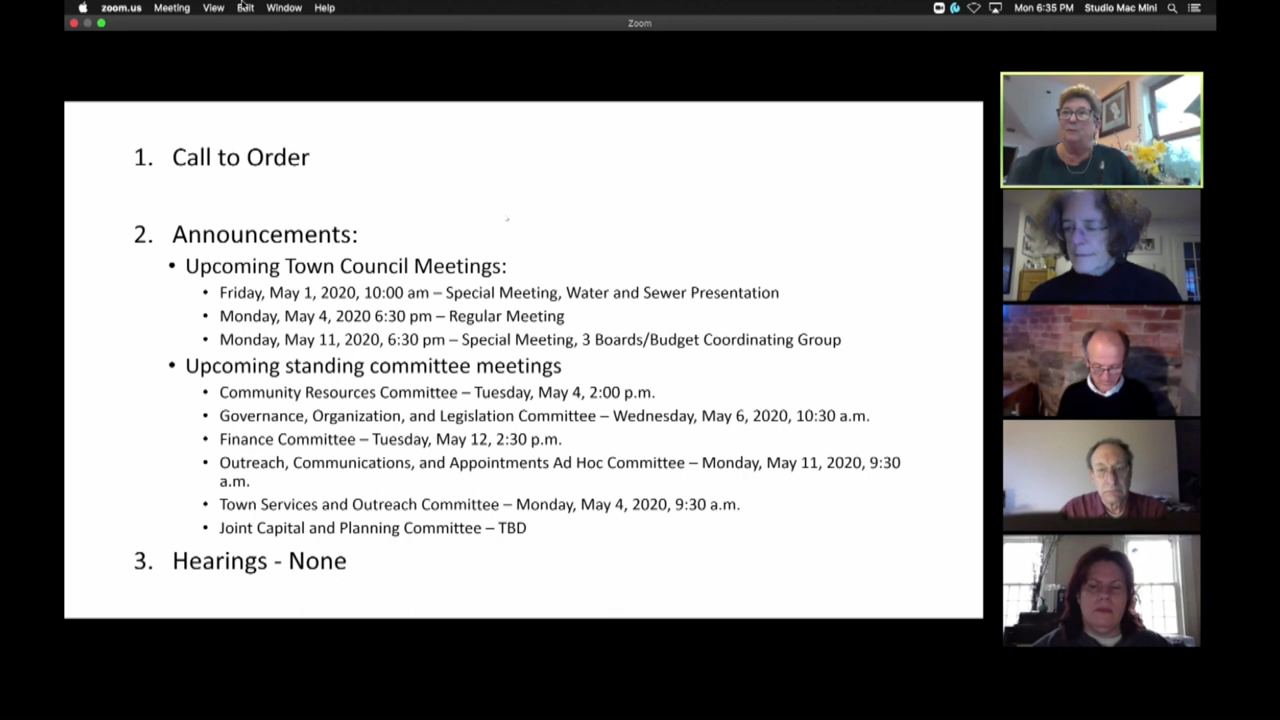 zoom.us Meeting View Edit Window Help Mon 6:35 PM Studio Mac Mini
Zoom
1. Call to Order
2. Announcements:
• Upcoming Town Council Meetings:
• Friday, May 1, 2020, 10:00 am – Special Meeting, Water and Sewer Presentation
• Monday, May 4, 2020 6:30 pm – Regular Meeting
• Monday, May 11, 2020, 6:30 pm – Special Meeting, 3 Boards/Budget Coordinating Group
• Upcoming standing committee meetings
• Community Resources Committee – Tuesday, May 4, 2:00 p.m.
• Governance, Organization, and Legislation Committee – Wednesday, May 6, 2020, 10:30 a.m.
• Finance Committee – Tuesday, May 12, 2:30 p.m.
• Outreach, Communications, and Appointments Ad Hoc Committee – Monday, May 11, 2020, 9:30
a.m.
• Town Services and Outreach Committee – Monday, May 4, 2020, 9:30 a.m.
• Joint Capital and Planning Committee – TBD
3. Hearings - None